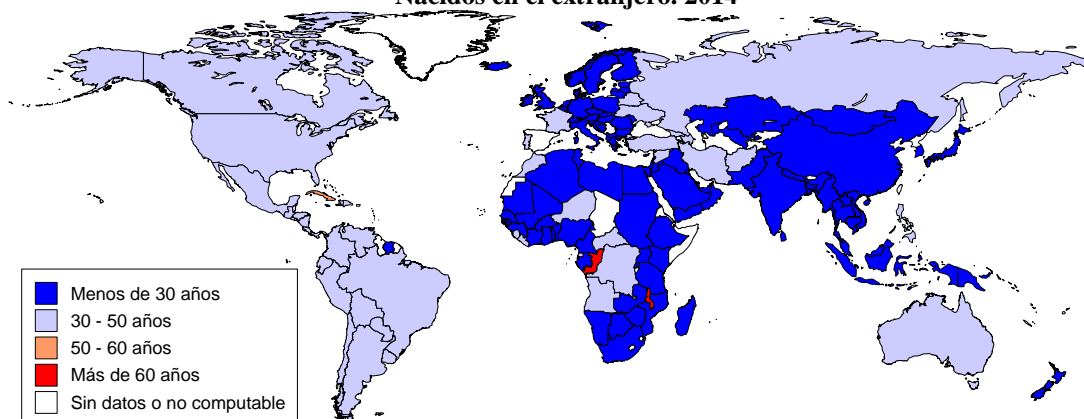 Nacidos en el extranjero. 2014
Menos de 30 años
30 - 50 años
50 - 60 años
Más de 60 años
Sin datos o no computable